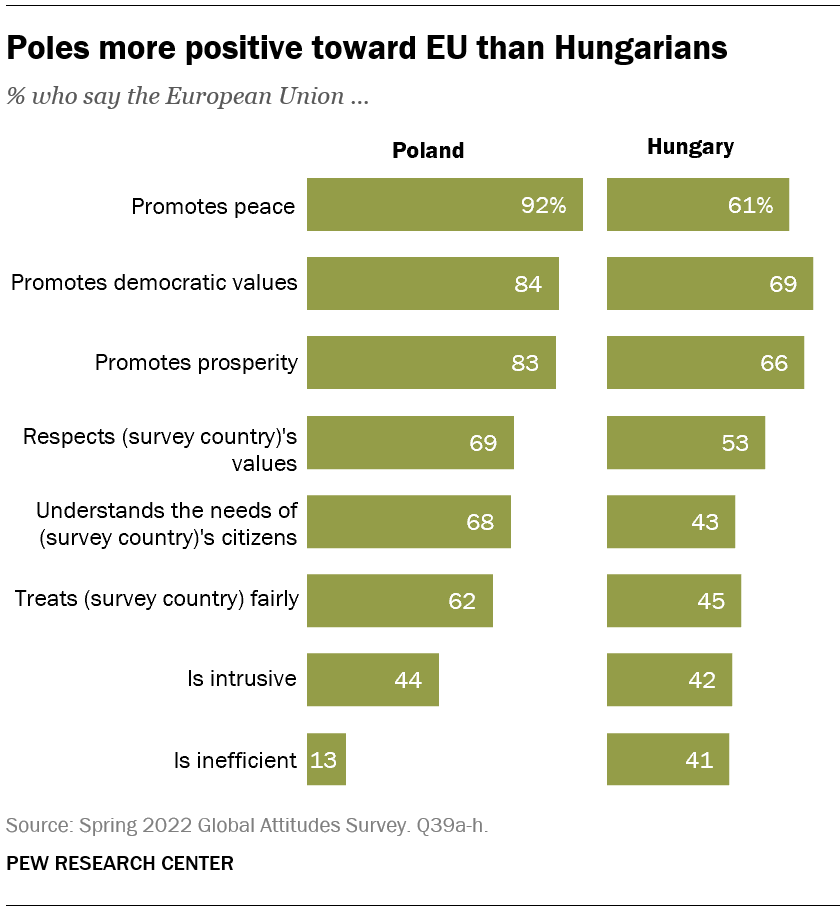 Poles more positive toward EU than Hungarians
% who say the European Union ...
Poland
Hungary
Promotes peace 92% 61%
Promotes democratic values 84 69
Promotes prosperity 83 66
Respects (survey country)'s
values 69 53
Understands the needs of
(survey country)'s citizens 68 43
Treats (survey country) fairly 62 45
Is intrusive 44 42
Is inefficient 13 41
Source: Spring 2022 Global Attitudes Survey. Q39a-h.
PEW RESEARCH CENTER